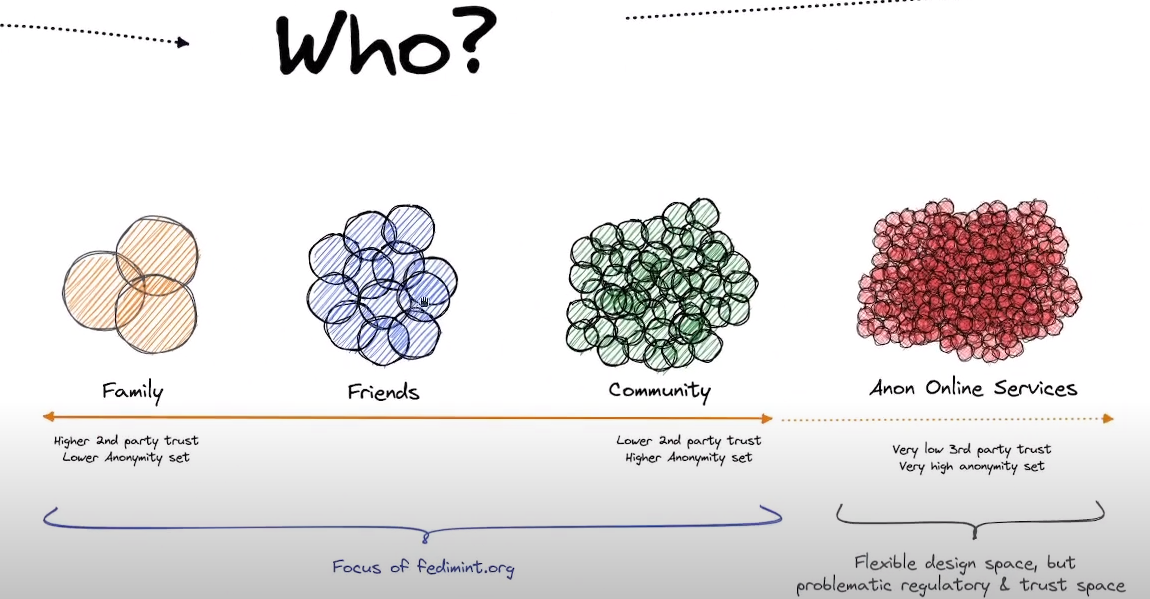 Who?
Family
Friends
Community
Anon Online Services
Higher 2nd party trust
Lower Anonymity set
Lower 2nd party trust
Higher Anonymity set
Very low 3rd party trust
Very high anonymity set
Focus of fedimint.org
Flexible design space, but
problematic regulatory & trust space